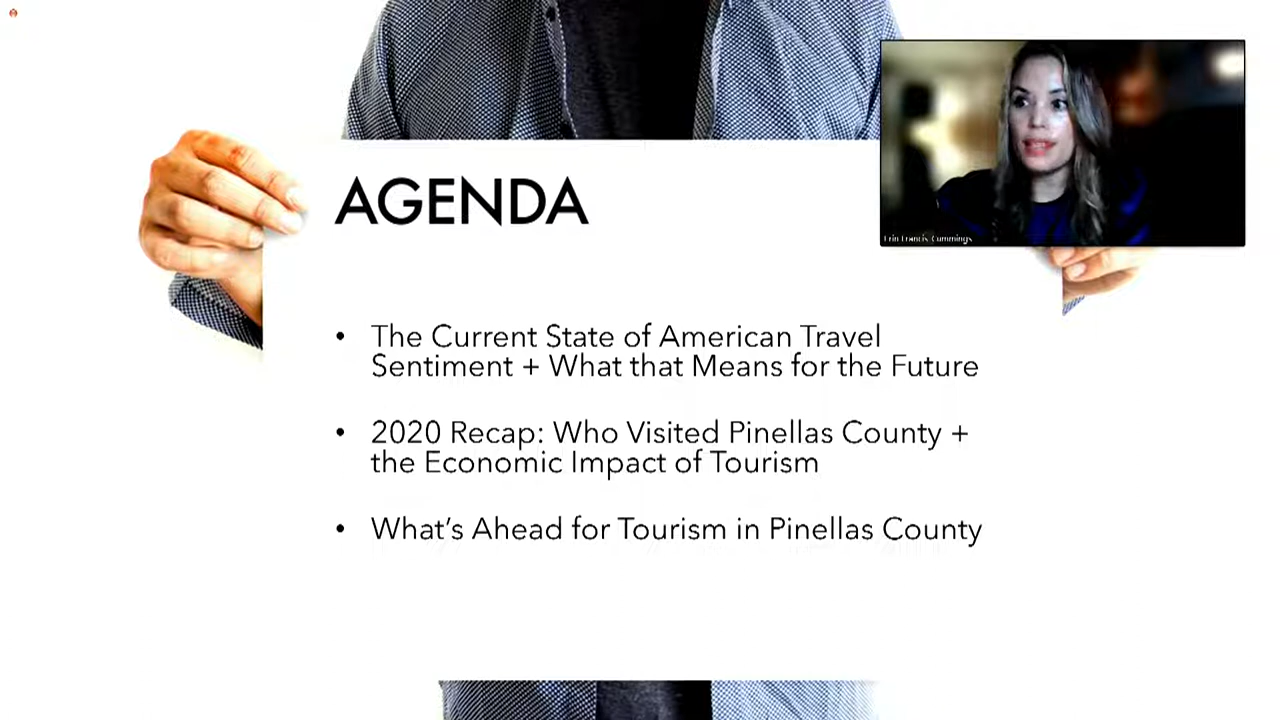 AGENDA
Erin Francis-Cummings
• The Current State of American Travel
Sentiment + What that Means for the Future
• 2020 Recap: Who Visited Pinellas County +
the Economic Impact of Tourism
• What's Ahead for Tourism in Pinellas County